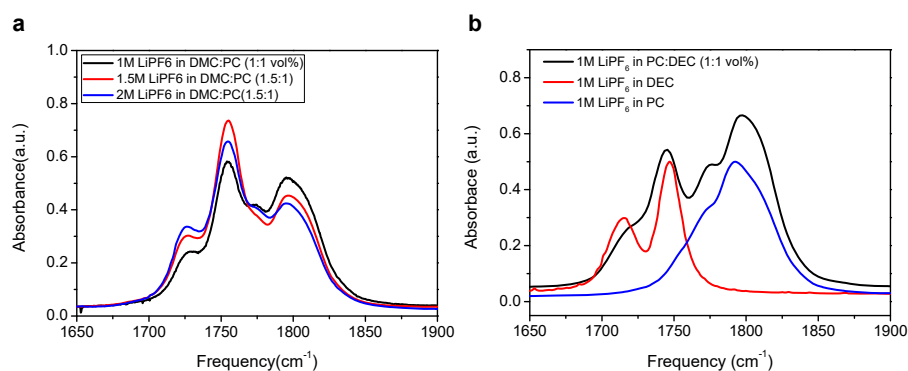 a
1M LiPF6 in DMC:PC (1:1 vol%)
1.5M LiPF6 in DMC:PC (1.5:1)
2M LiPF6 in DMC:PC(1.5:1)
Absorbance(a.u.)
1.0
0.8
0.6
0.4
0.2
0.0
1650 1700 1750 1800 1850 1900
Frequency(cm⁻¹)
b
1M LiPF₆ in PC:DEC (1:1 vol%)
1M LiPF₆ in DEC
1M LiPF₆ in PC
Absorbance (a.u.)
0.8
0.6
0.4
0.2
0.0
1650 1700 1750 1800 1850 1900
Frequency (cm⁻¹)